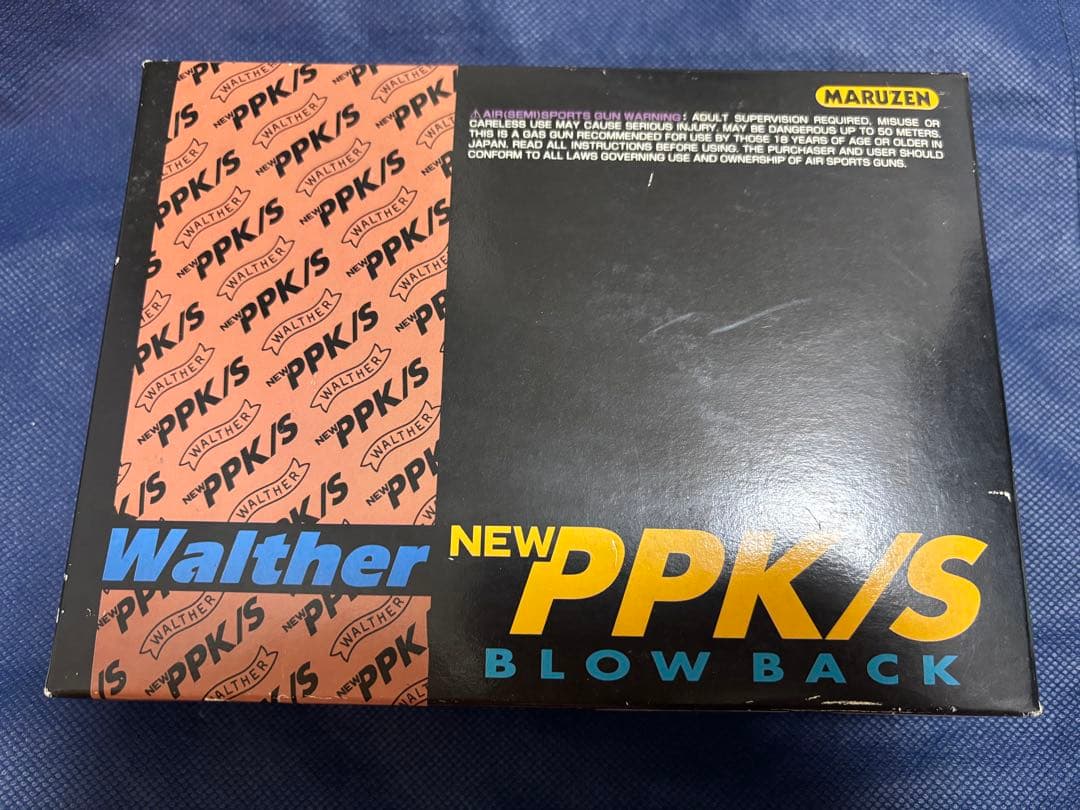 MARUZEN
⚠AIR(SEMI)SPORTS GUN WARNING: ADULT SUPERVISION REQUIRED, MISUSE OR
CARELESS USE MAY CAUSE SERIOUS INJURY. MAY BE DANGEROUS UP TO 50 METERS.
THIS IS A GAS GUN RECOMMENDED FOR USE BY THOSE 18 YEARS OF AGE OR OLDER IN
JAPAN. READ ALL INSTRUCTIONS BEFORE USING. THE PURCHASER AND USER SHOULD
CONFORM TO ALL LAWS GOVERNING USE AND OWNERSHIP OF AIR SPORTS GUNS.
NEW PPK/S
WALTHER
Walther
NEW PPK/S
BLOW BACK